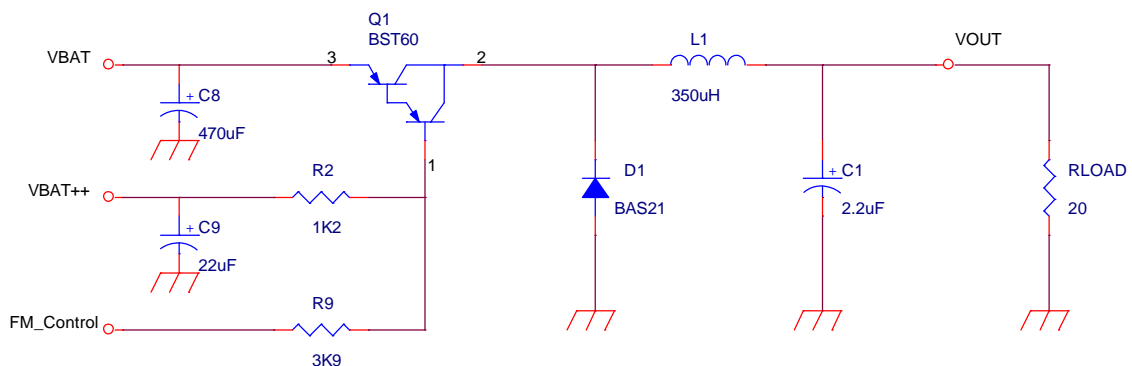 Q1
BST60
L1
VBAT
3
2
VOUT
350uH
+
C8
470uF
1
R2
VBAT++
D1
+
C1
RLOAD
1K2
BAS21
2.2uF
20
+
C9
22uF
R9
FM_Control
3K9